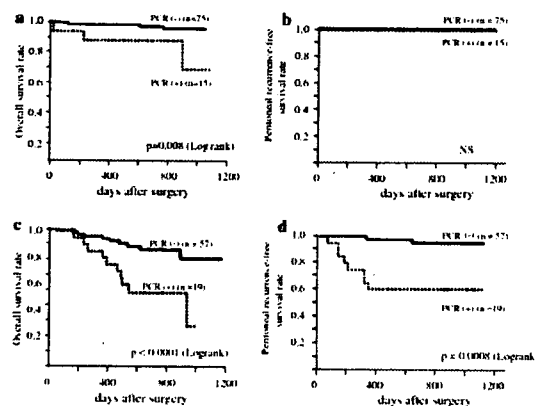 a
PCR (-) (n=75)
PCR (+) (n=15)
p=0.008 (Logrank)
Overall survival rate
1.0
0.8
0.6
0.4
0.2
0
400
800
1200
days after surgery
b
PCR (-) (n=75)
PCR (+) (n=15)
NS
Peritoneal recurrence-free
survival rate
1.0
0.8
0.6
0.4
0.2
0
400
800
1200
days after surgery
c
PCR (-) (n=57)
PCR (+) (n=19)
p < 0.0001 (Logrank)
Overall survival rate
1.0
0.8
0.6
0.4
0.2
0
400
800
1200
days after surgery
d
PCR (-) (n=57)
PCR (+) (n=19)
0.0008 (Logrank)
Peritoneal recurrence-free
survival rate
1.0
0.8
0.6
0.4
0.2
0
400
800
1200
days after surgery